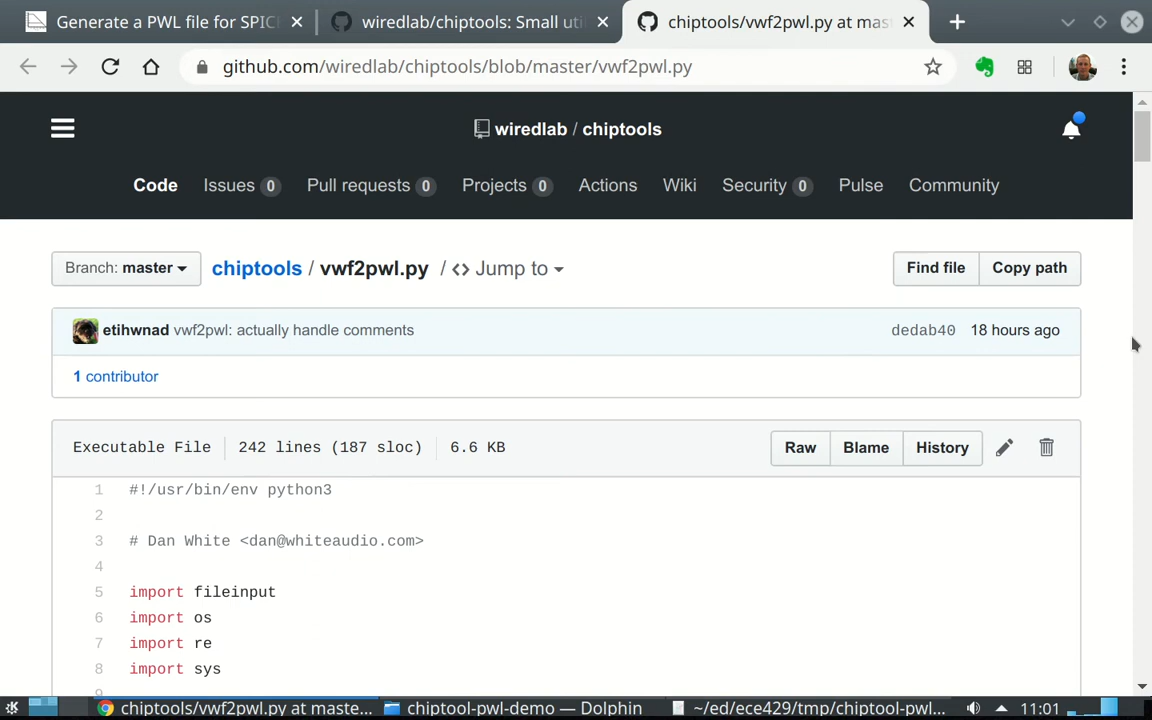 Generate a PWL file for SPIC
wiredlab/chiptools: Small uti
chiptools/vwf2pwl.py at mas
github.com/wiredlab/chiptools/blob/master/vwf2pwl.py
wiredlab / chiptools
Code Issues 0 Pull requests 0 Projects 0 Actions Wiki Security 0 Pulse Community
Branch: master chiptools / vwf2pwl.py / <> Jump to Find file Copy path
etihwnad vwf2pwl: actually handle comments dedab40 18 hours ago
1 contributor
Executable File 242 lines (187 sloc) 6.6 KB Raw Blame History
1 #!/usr/bin/env python3
2
3 # Dan White <dan@whiteaudio.com>
4
5 import fileinput
6 import os
7 import re
8 import sys
9
chiptools/vwf2pwl.py at maste... chiptool-pwl-demo — Dolphin ~/ed/ece429/tmp/chiptool-pwl... 11:01